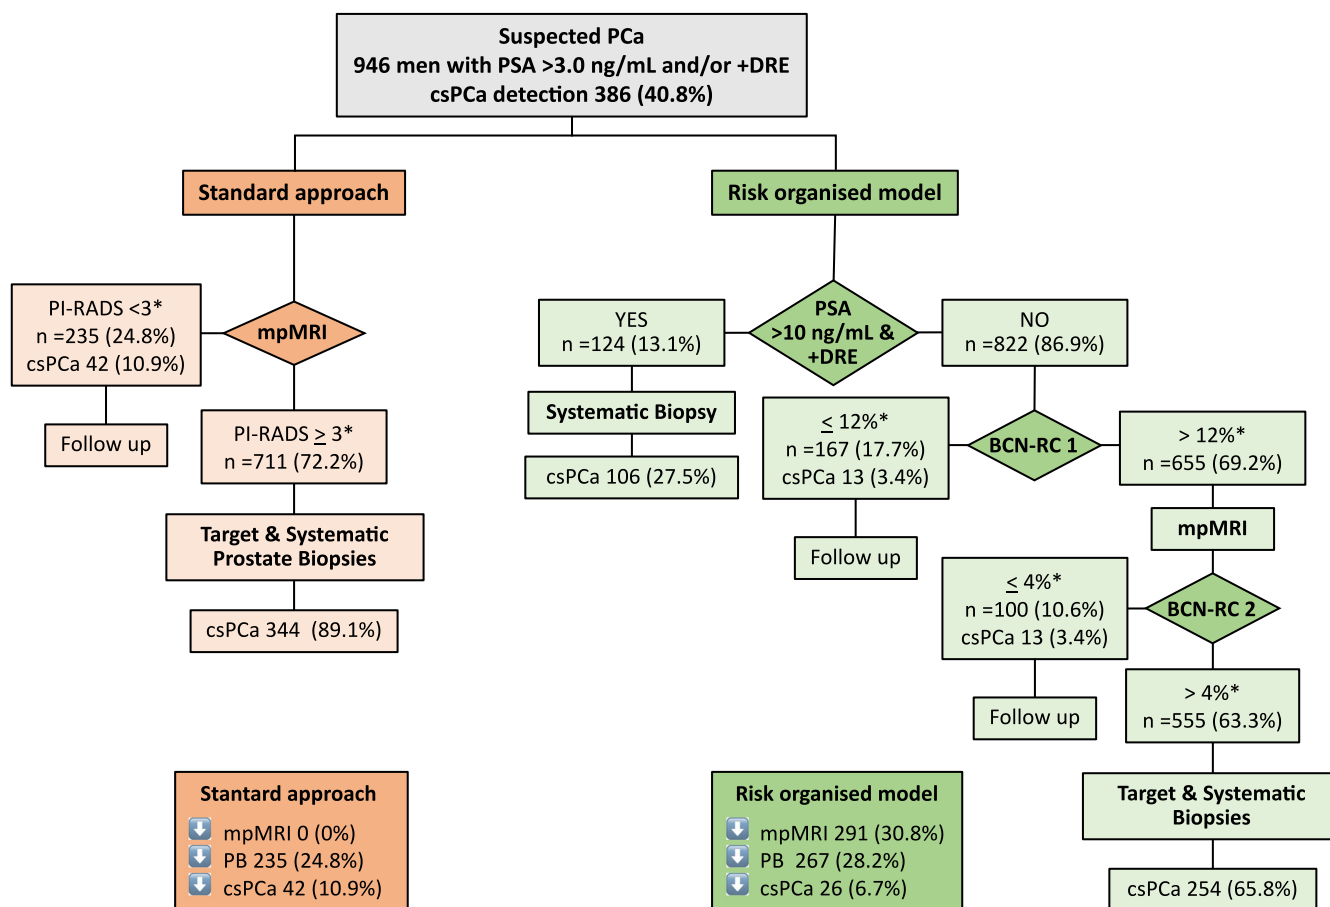 Suspected PCa
946 men with PSA >3.0 ng/mL and/or +DRE
csPCa detection 386 (40.8%)
Standard approach
mpMRI
PI-RADS <3*
n =235 (24.8%)
csPCa 42 (10.9%)
Follow up
PI-RADS ≥ 3*
n =711 (72.2%)
Target & Systematic
Prostate Biopsies
csPCa 344 (89.1%)
Stantard approach
mpMRI 0 (0%)
PB 235 (24.8%)
csPCa 42 (10.9%)
Risk organised model
PSA
>10 ng/mL &
+DRE
YES
n =124 (13.1%)
Systematic Biopsy
csPCa 106 (27.5%)
NO
n =822 (86.9%)
BCN-RC 1
≤ 12%*
n =167 (17.7%)
csPCa 13 (3.4%)
Follow up
> 12%*
n =655 (69.2%)
mpMRI
BCN-RC 2
≤ 4%*
n =100 (10.6%)
csPCa 13 (3.4%)
Follow up
> 4%*
n =555 (63.3%)
Target & Systematic
Biopsies
csPCa 254 (65.8%)
Risk organised model
mpMRI 291 (30.8%)
PB 267 (28.2%)
csPCa 26 (6.7%)